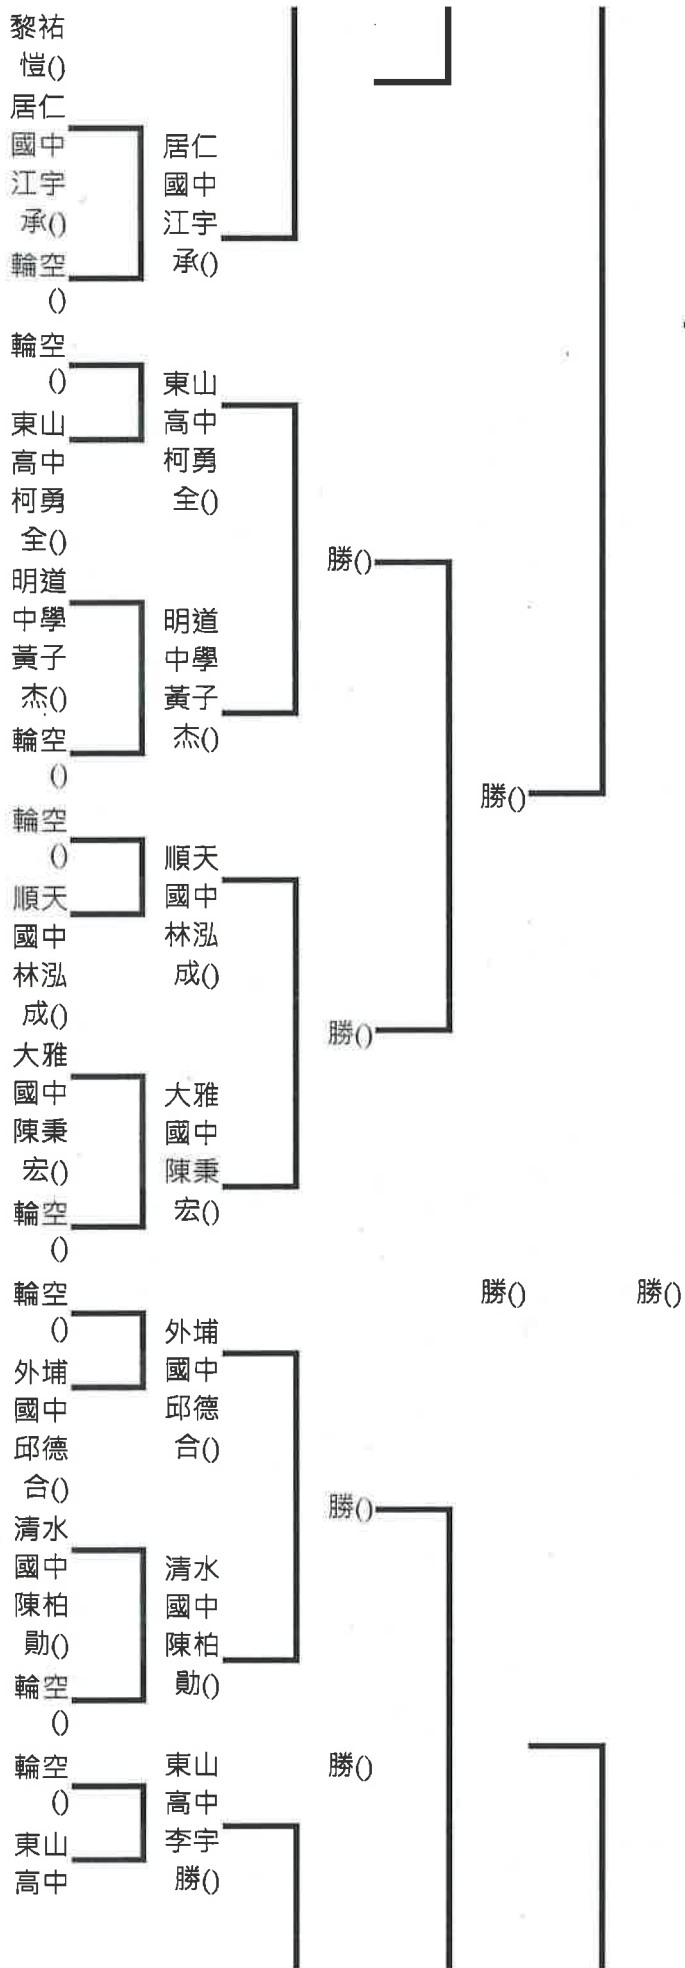 黎祐
愷()
居仁
國中
江宇
承()
輪空
()
輪空
()
東山
高中
柯勇
全()
明道
中學
黃子
杰()
輪空
()
輪空
()
順天
國中
林泓
成()
大雅
國中
陳秉
宏()
輪空
()
輪空
()
外埔
國中
邱德
合()
清水
國中
陳柏
勛()
輪空
()
輪空
()
東山
高中
居仁
國中
江宇
承()
東山
高中
柯勇
全()
明道
中學
黃子
杰()
順天
國中
林泓
成()
大雅
國中
陳秉
宏()
外埔
國中
邱德
合()
清水
國中
陳柏
勛()
東山
高中
李宇
勝()
勝()
勝()
勝()
勝()
勝()
勝()
勝()